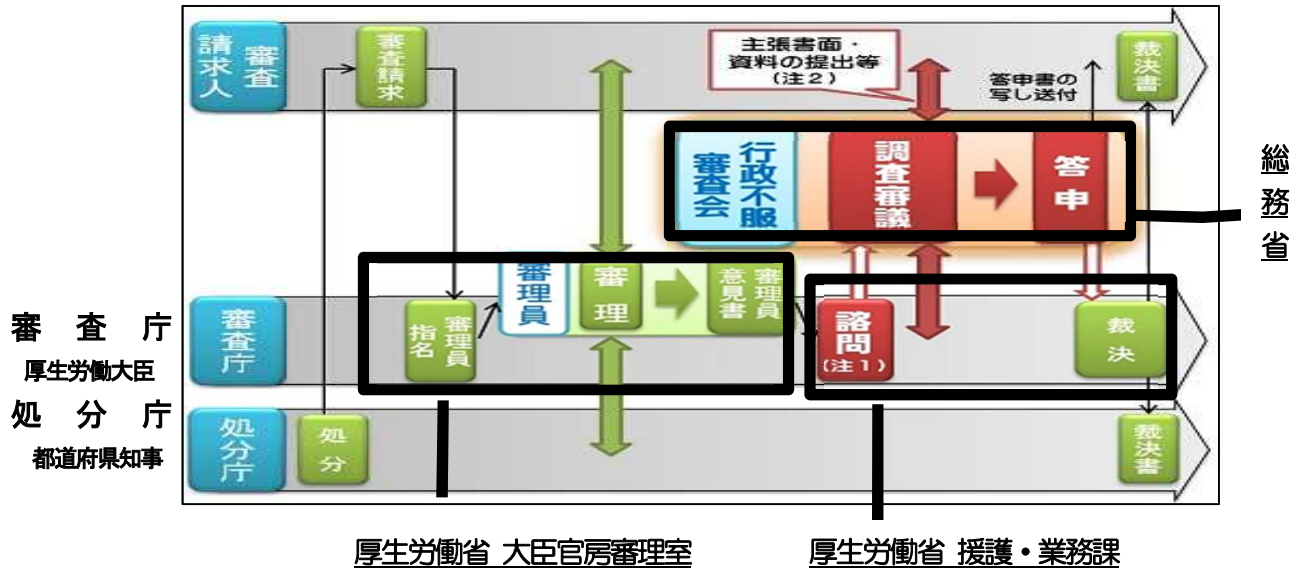 審査
請求人
審査請求
主張書面・
資料の提出等
(注2)
答申書の
写し送付
裁決書
行政不服
審査会
調査審議
答申
総務省
審査庁
厚生労働大臣
審査庁
審理員
指名
審理員
審理
審理員
意見書
諮問
(注1)
裁決
処分庁
都道府県知事
処分庁
処分
裁決書
厚生労働省 大臣官房審理室
厚生労働省 援護・業務課